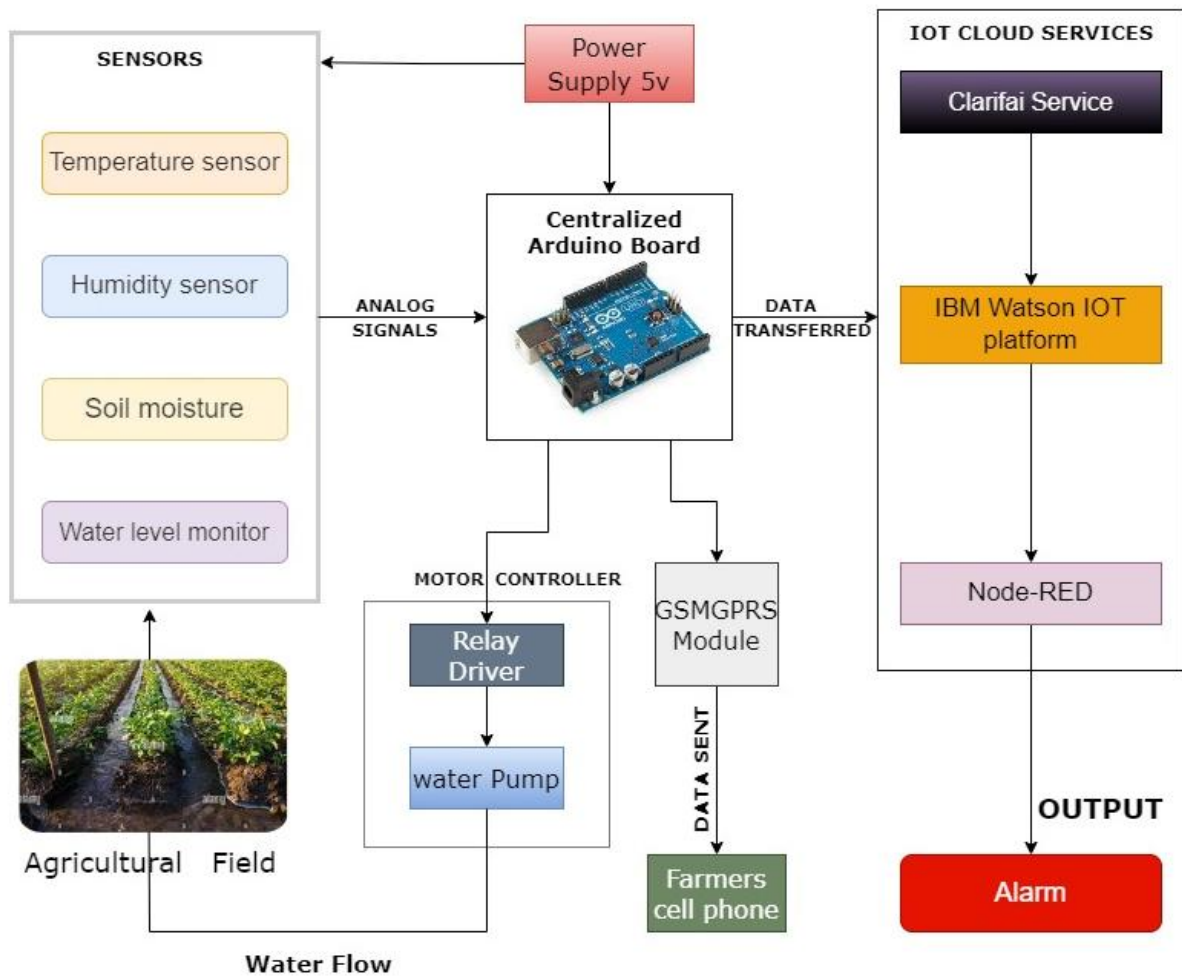 SENSORS
Temperature sensor
Humidity sensor
Soil moisture
Water level monitor
Power
Supply 5v
Centralized
Arduino Board
ANALOG
SIGNALS
DATA
TRANSFERRED
IOT CLOUD SERVICES
Clarifai Service
IBM Watson IOT
platform
Node-RED
MOTOR CONTROLLER
Relay
Driver
water Pump
GSMGPRS
Module
DATA SENT
Farmers
cell phone
OUTPUT
Alarm
Agricultural Field
Water Flow